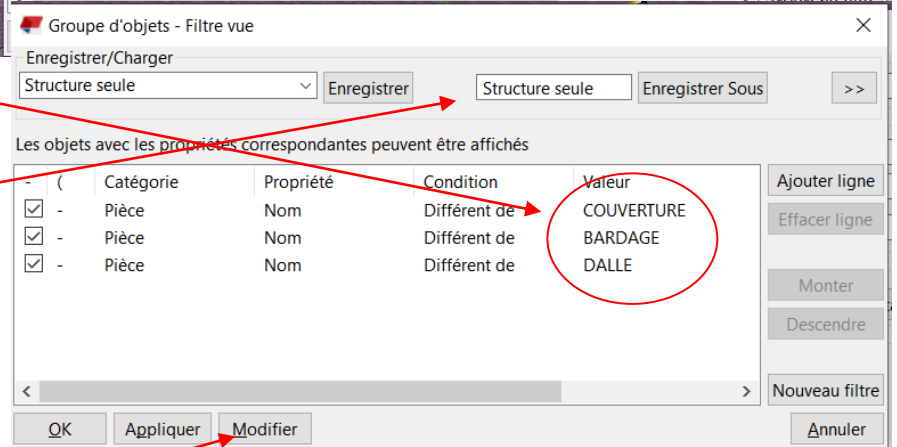 Groupe d'objets - Filtre vue
Enregistrer/Charger
Structure seule Enregistrer Structure seule Enregistrer Sous >>
Les objets avec les propriétés correspondantes peuvent être affichés
- ( Catégorie Propriété Condition Valeur Ajouter ligne
- Pièce Nom Différent de COUVERTURE
Effacer ligne
- Pièce Nom Différent de BARDAGE
- Pièce Nom Différent de DALLE
Monter
Descendre
Nouveau filtre
OK Appliquer Modifier Annuler